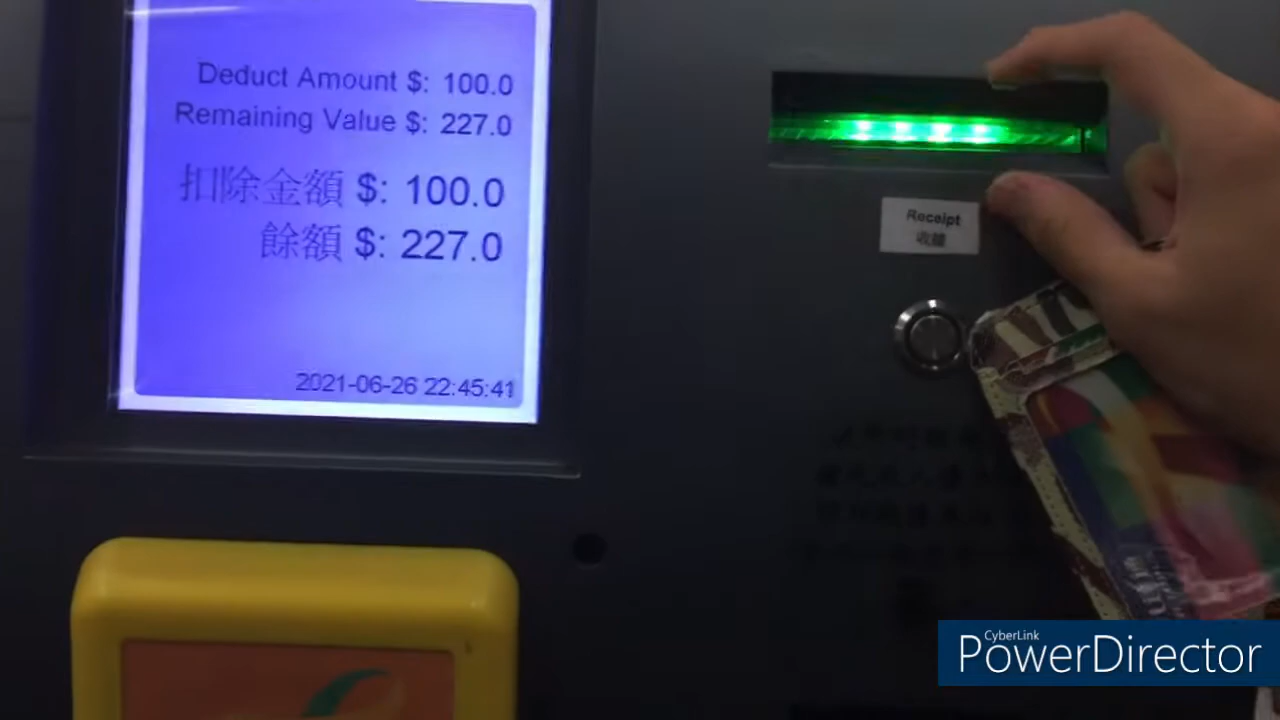 Deduct Amount $: 100.0
Remaining Value $: 227.0
扣除金額 $: 100.0
餘額 $: 227.0
2021-06-26 22:45:41
Receipt
收據
CyberLink
PowerDirector